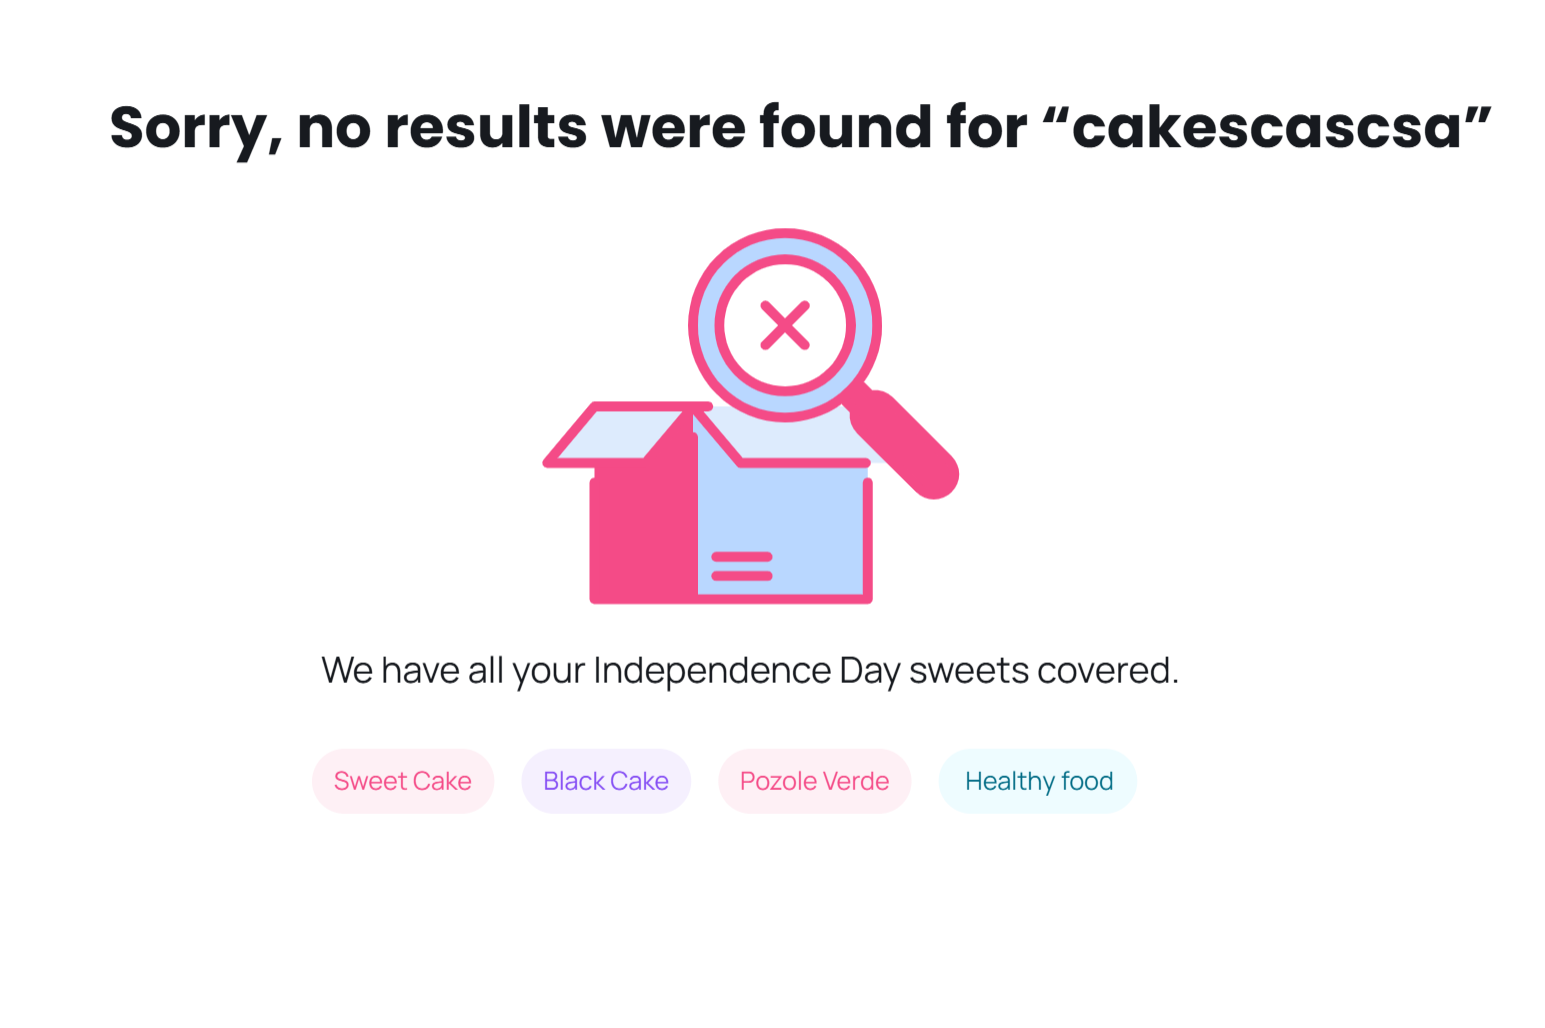 Sorry, no results were found for “cakescascsa”
We have all your Independence Day sweets covered.
Sweet Cake Black Cake Pozole Verde Healthy food